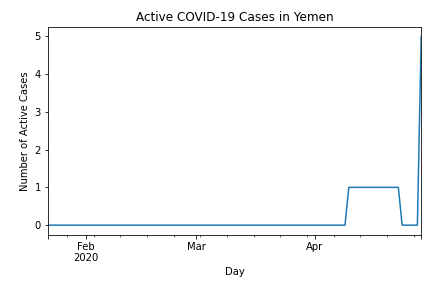 Active COVID-19 Cases in Yemen
Number of Active Cases
5
4
3
2
1
0
Feb
2020
Mar
Apr
Day